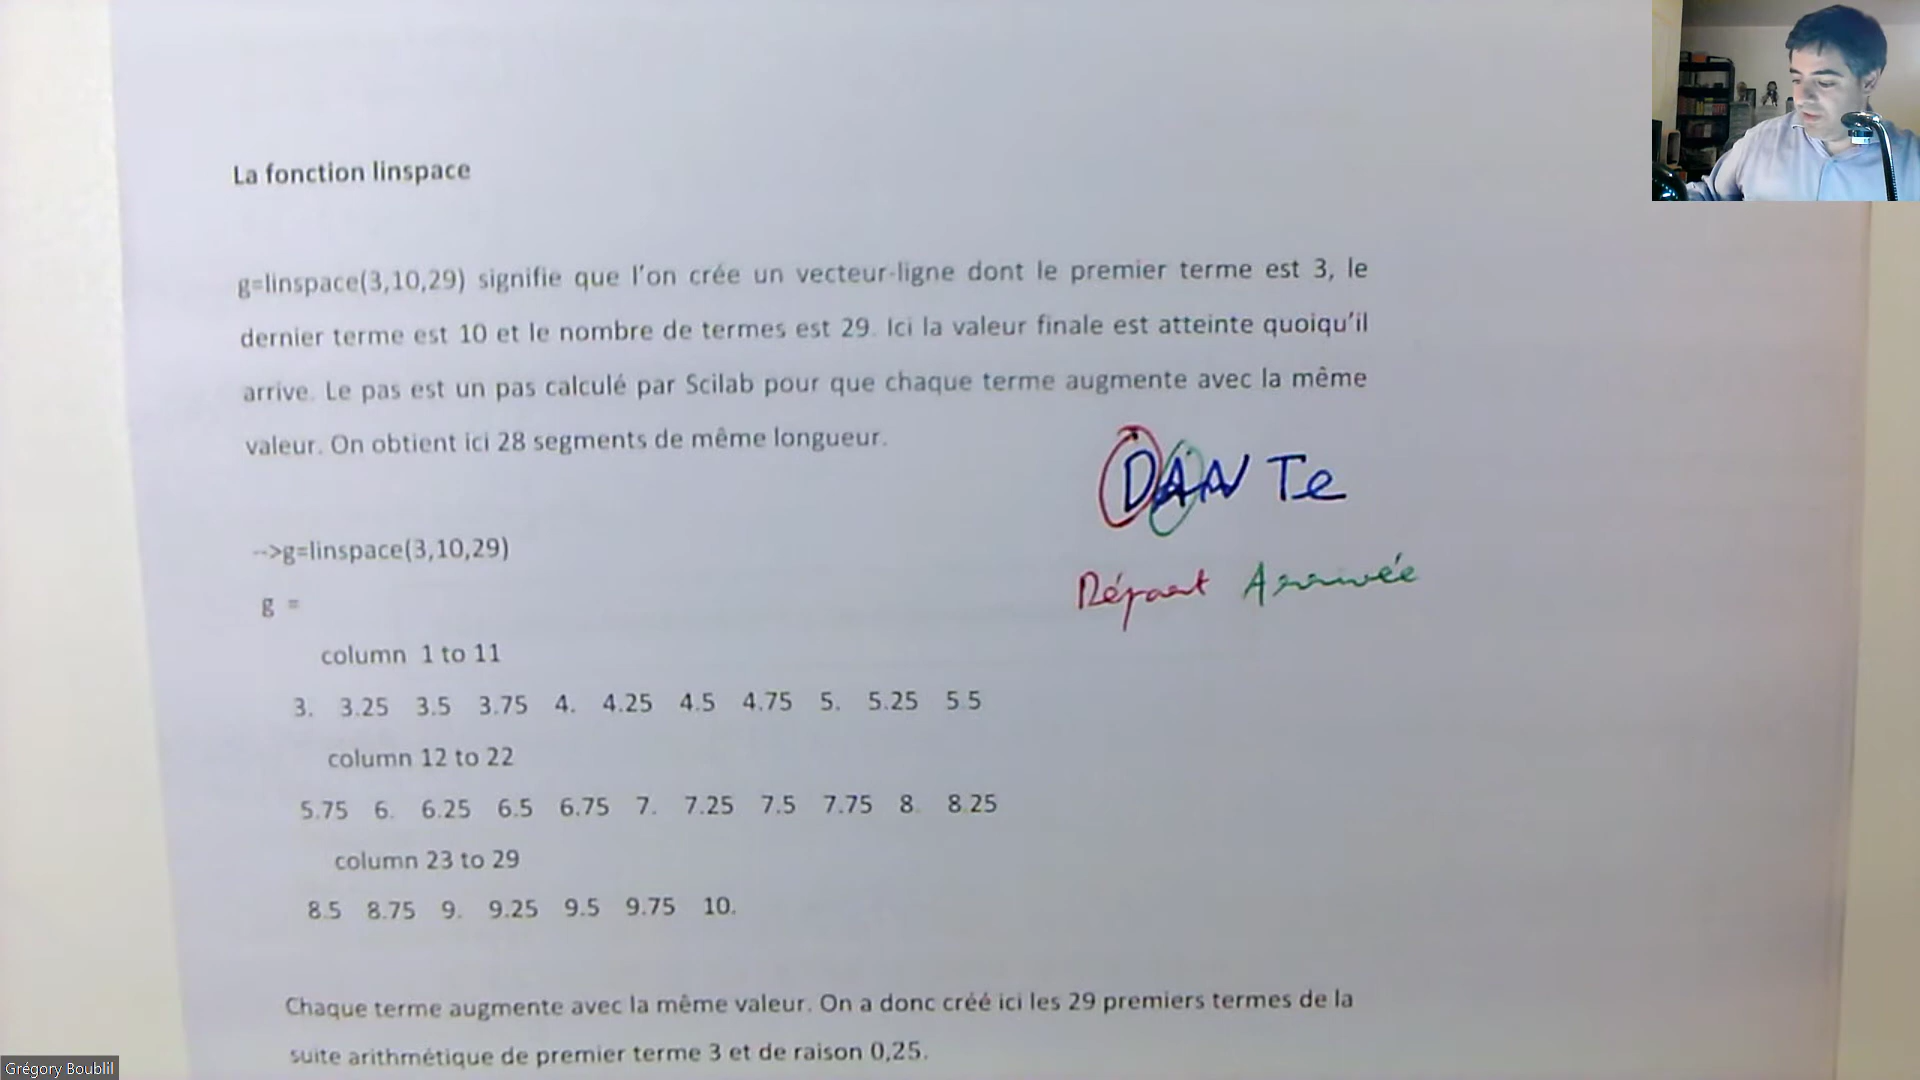 La fonction linspace
g=linspace(3,10,29) signifie que l'on crée un vecteur-ligne dont le premier terme est 3, le
dernier terme est 10 et le nombre de termes est 29. Ici la valeur finale est atteinte quoiqu'il
arrive. Le pas est un pas calculé par Scilab pour que chaque terme augmente avec la même
valeur. On obtient ici 28 segments de même longueur.
DANTe
Départ Arrivée
-->g=linspace(3,10,29)
g =
column 1 to 11
3. 3.25 3.5 3.75 4. 4.25 4.5 4.75 5. 5.25 5.5
column 12 to 22
5.75 6. 6.25 6.5 6.75 7. 7.25 7.5 7.75 8. 8.25
column 23 to 29
8.5 8.75 9. 9.25 9.5 9.75 10.
Chaque terme augmente avec la même valeur. On a donc créé ici les 29 premiers termes de la
suite arithmétique de premier terme 3 et de raison 0,25.
Grégory Boublil